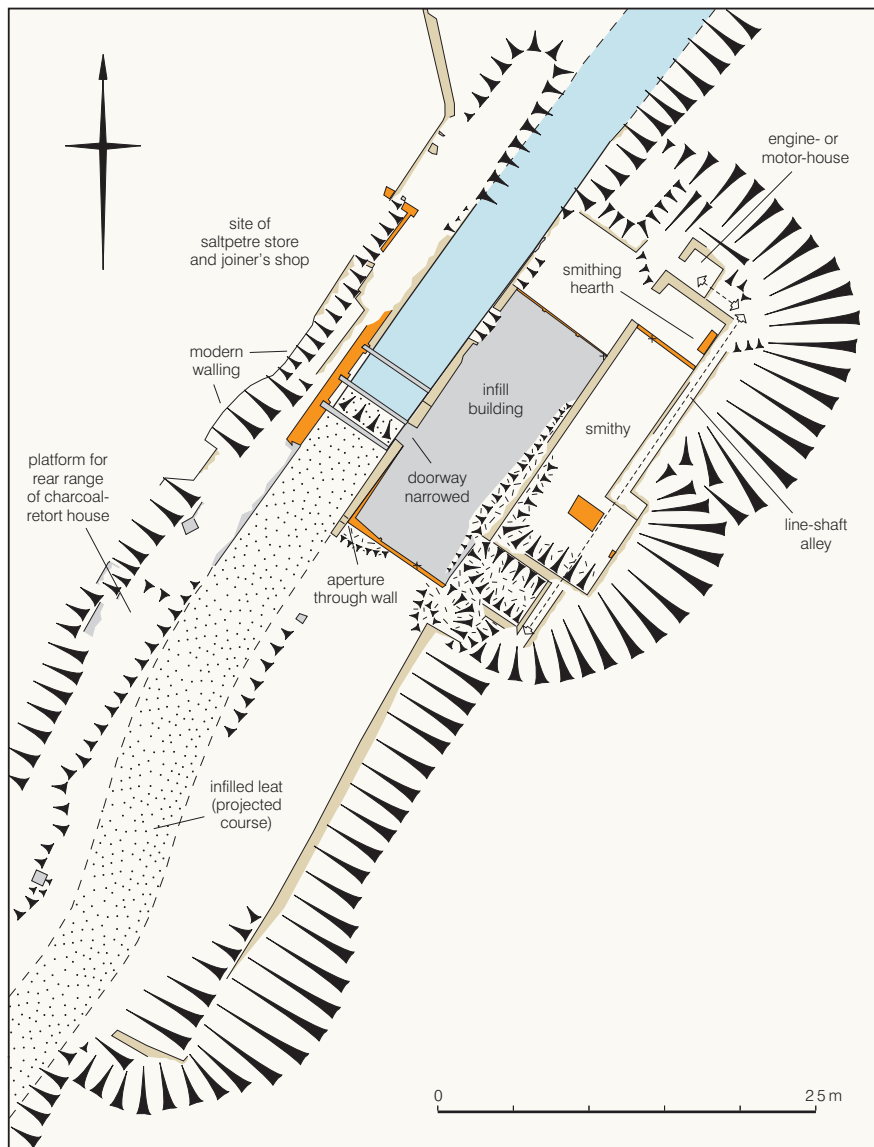 engine- or
motor-house
site of
saltpetre store
and joiner's shop
smithing
hearth
modern
walling
infill
building
smithy
platform for
rear range
of charcoal-
retort house
doorway
narrowed
line-shaft
alley
aperture
through wall
infilled leat
(projected
course)
0 25m